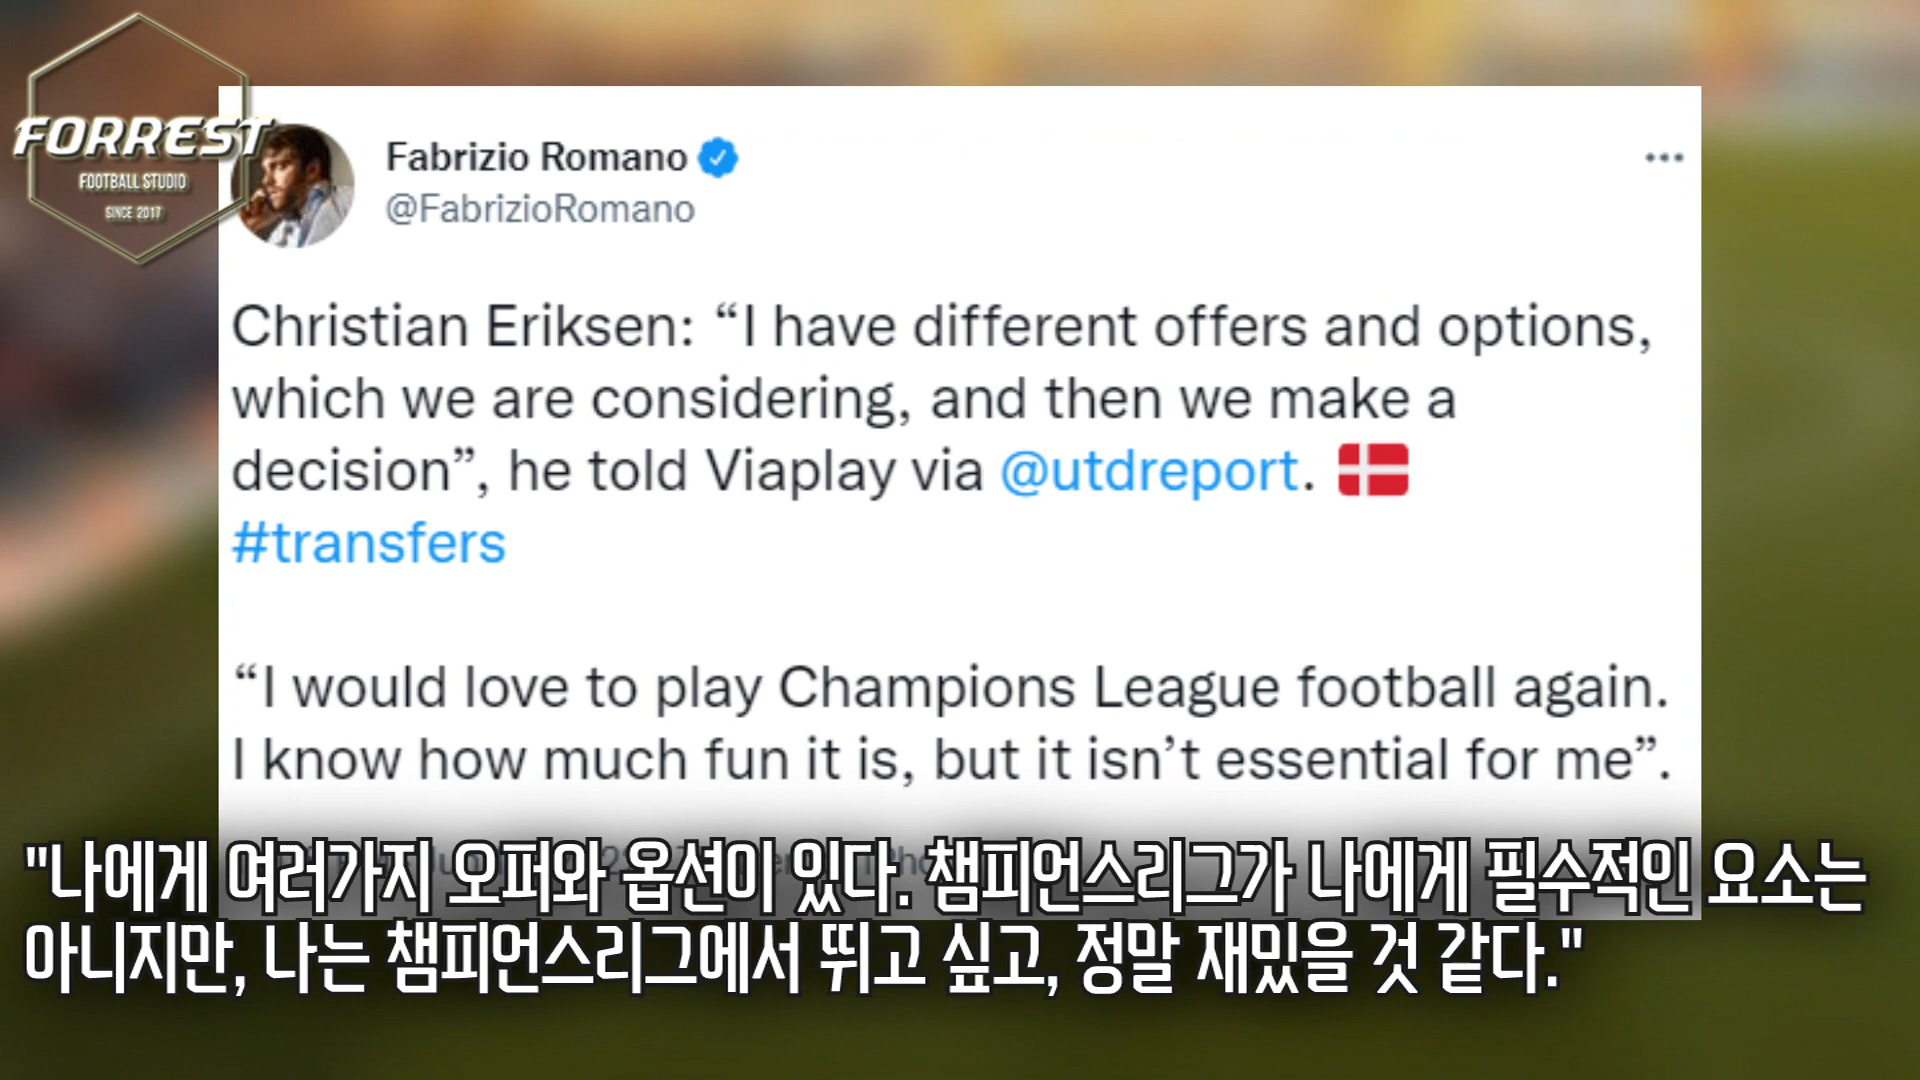 FORREST
FOOTBALL STUDIO
SINCE 2017
Fabrizio Romano
@FabrizioRomano
Christian Eriksen: “I have different offers and options,
which we are considering, and then we make a
decision”, he told Viaplay via @utdreport.
#transfers
“I would love to play Champions League football again.
I know how much fun it is, but it isn’t essential for me”.
"나에게 여러가지 오퍼와 옵션이 있다. 챔피언스리그가 나에게 필수적인 요소는
아니지만, 나는 챔피언스리그에서 뛰고 싶고, 정말 재밌을 것 같다."